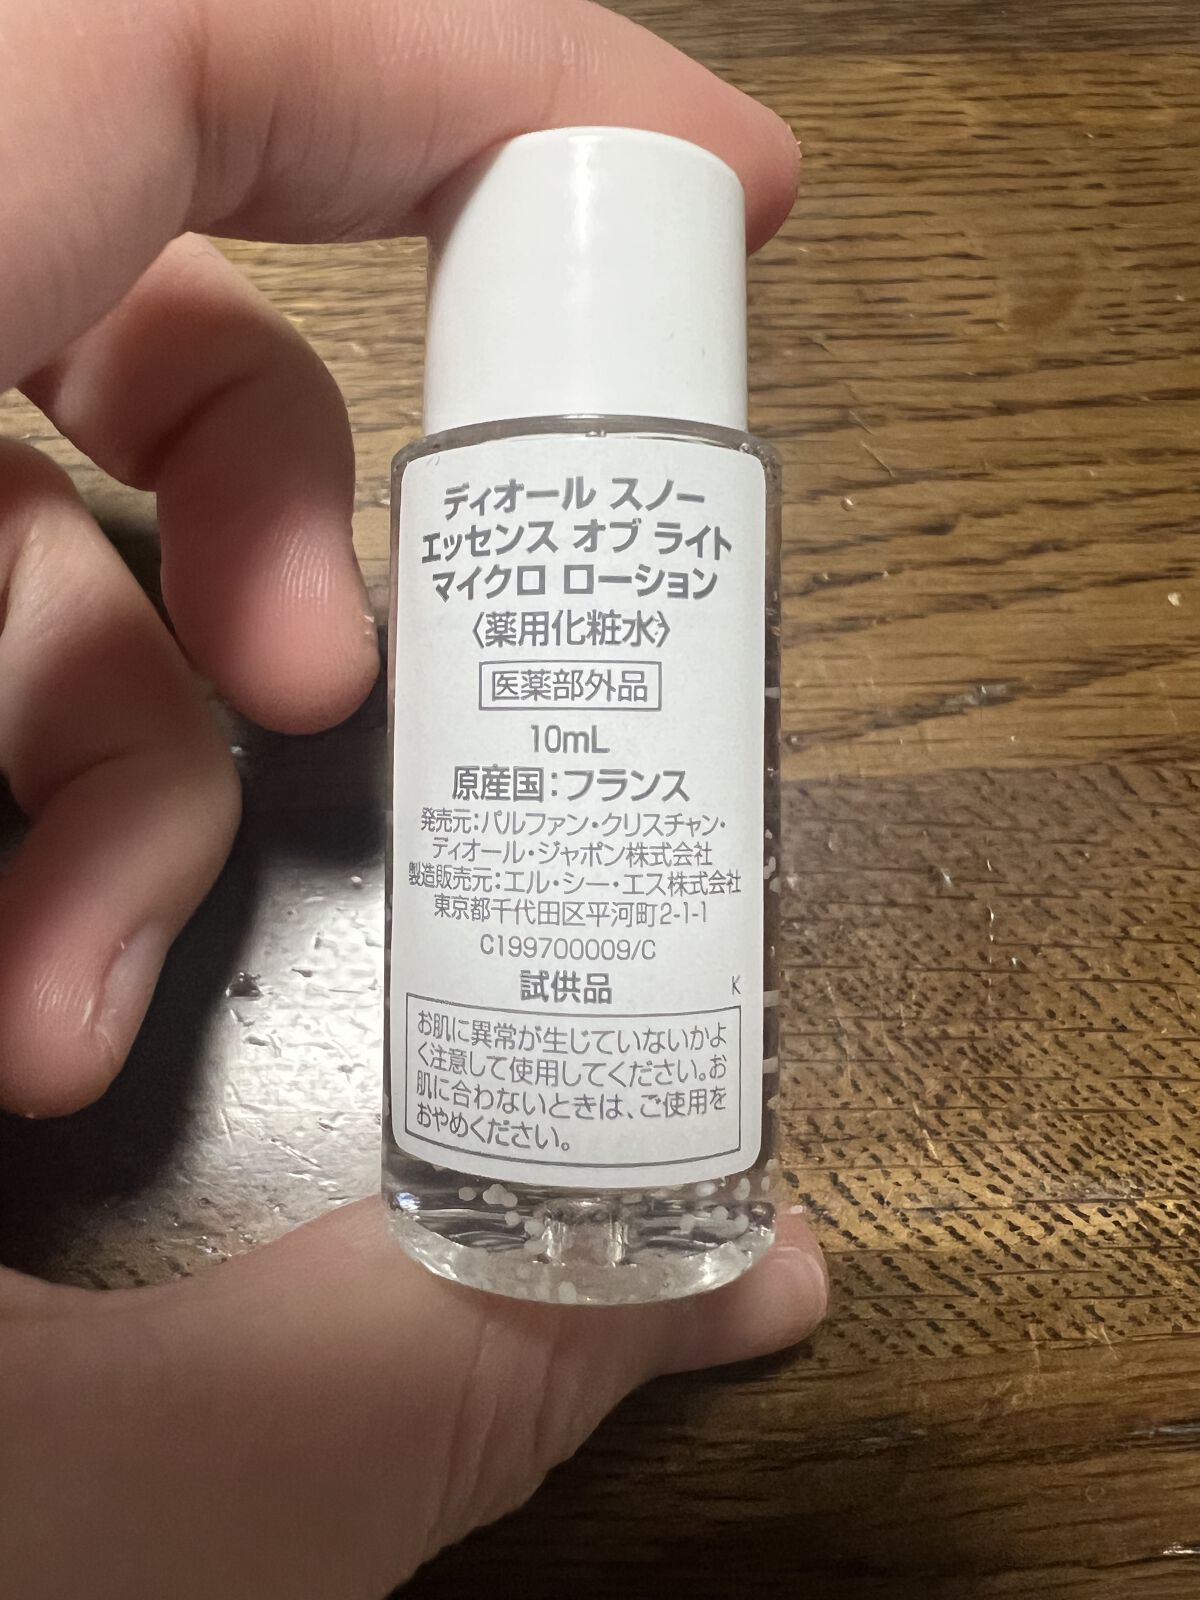 ディオール スノー
エッセンス オブ ライト
マイクロ ローション
〈薬用化粧水〉
医薬部外品
10mL
原産国:フランス
発売元:パルファン・クリスチャン・
ディオール・ジャポン株式会社
製造販売元:エル・シー・エス株式会社
東京都千代田区平河町2-1-1
C199700009/C
試供品 K
お肌に異常が生じていないかよ
く注意して使用してください。お
肌に合わないときは、ご使用を
おやめください。